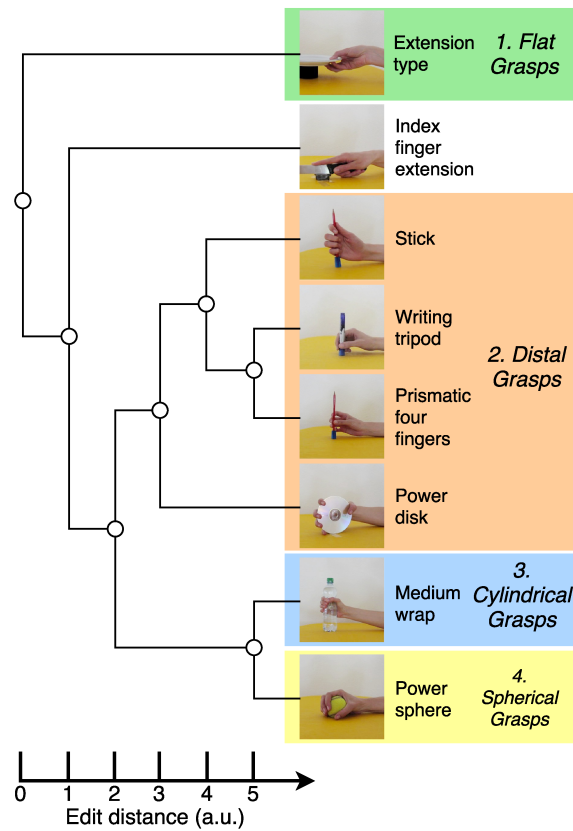 Extension
type
1. Flat
Grasps
Index
finger
extension
Stick
Writing
tripod
2. Distal
Grasps
Prismatic
four
fingers
Power
disk
Medium
wrap
3.
Cylindrical
Grasps
Power
sphere
4.
Spherical
Grasps
0 1 2 3 4 5
Edit distance (a.u.)